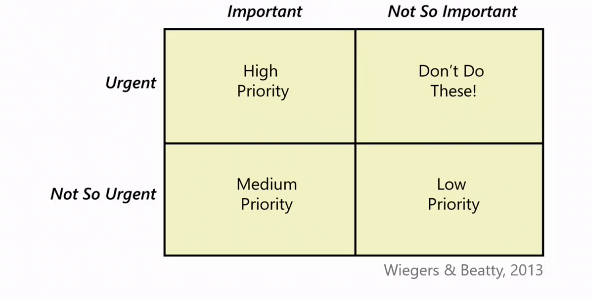 Important Not So Important
Urgent
High
Priority
Don't Do
These!
Not So Urgent
Medium
Priority
Low
Priority
Wiegers & Beatty, 2013